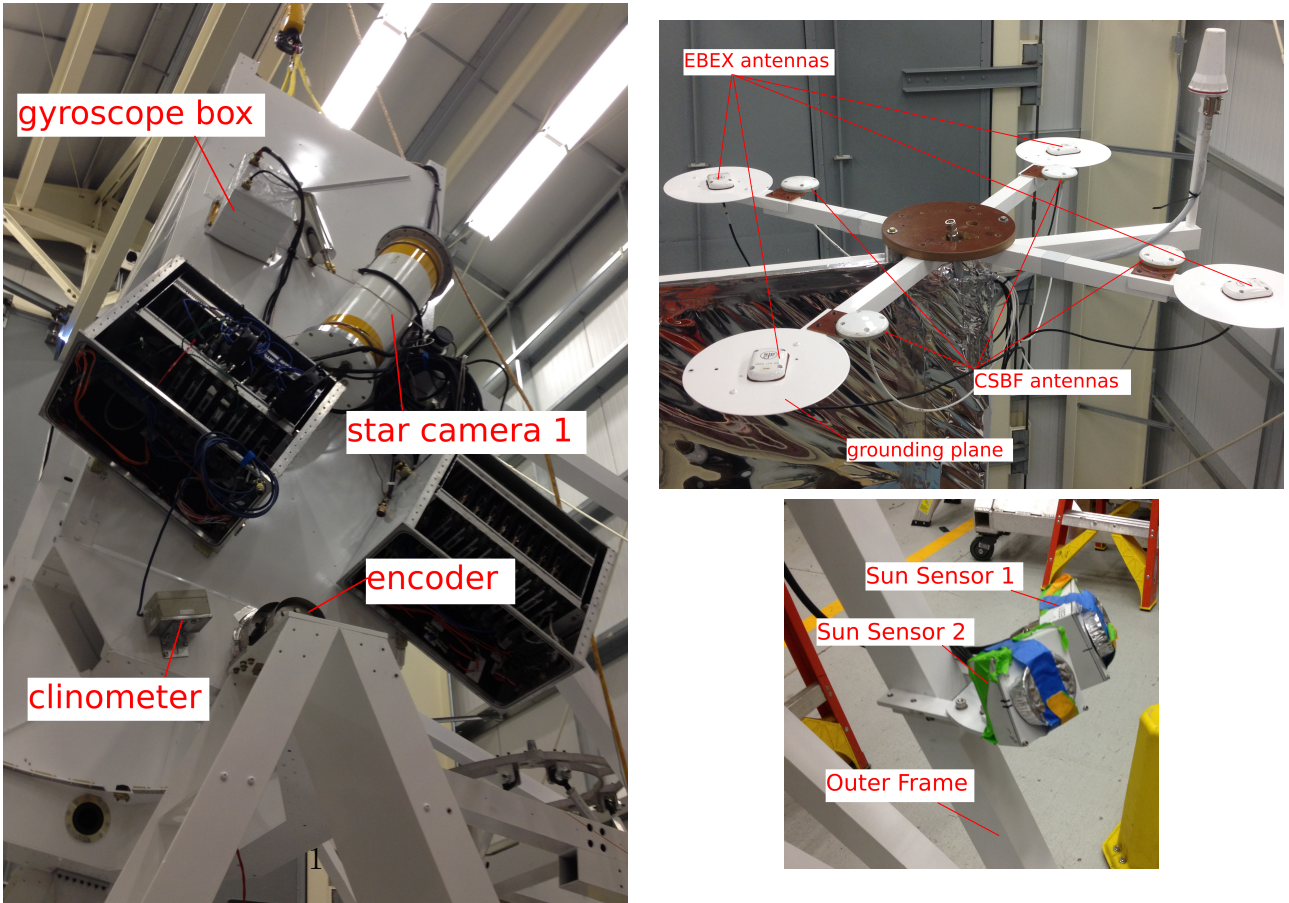 gyroscope box
star camera 1
encoder
clinometer
1
EBEX antennas
CSBF antennas
grounding plane
Sun Sensor 1
Sun Sensor 2
Outer Frame